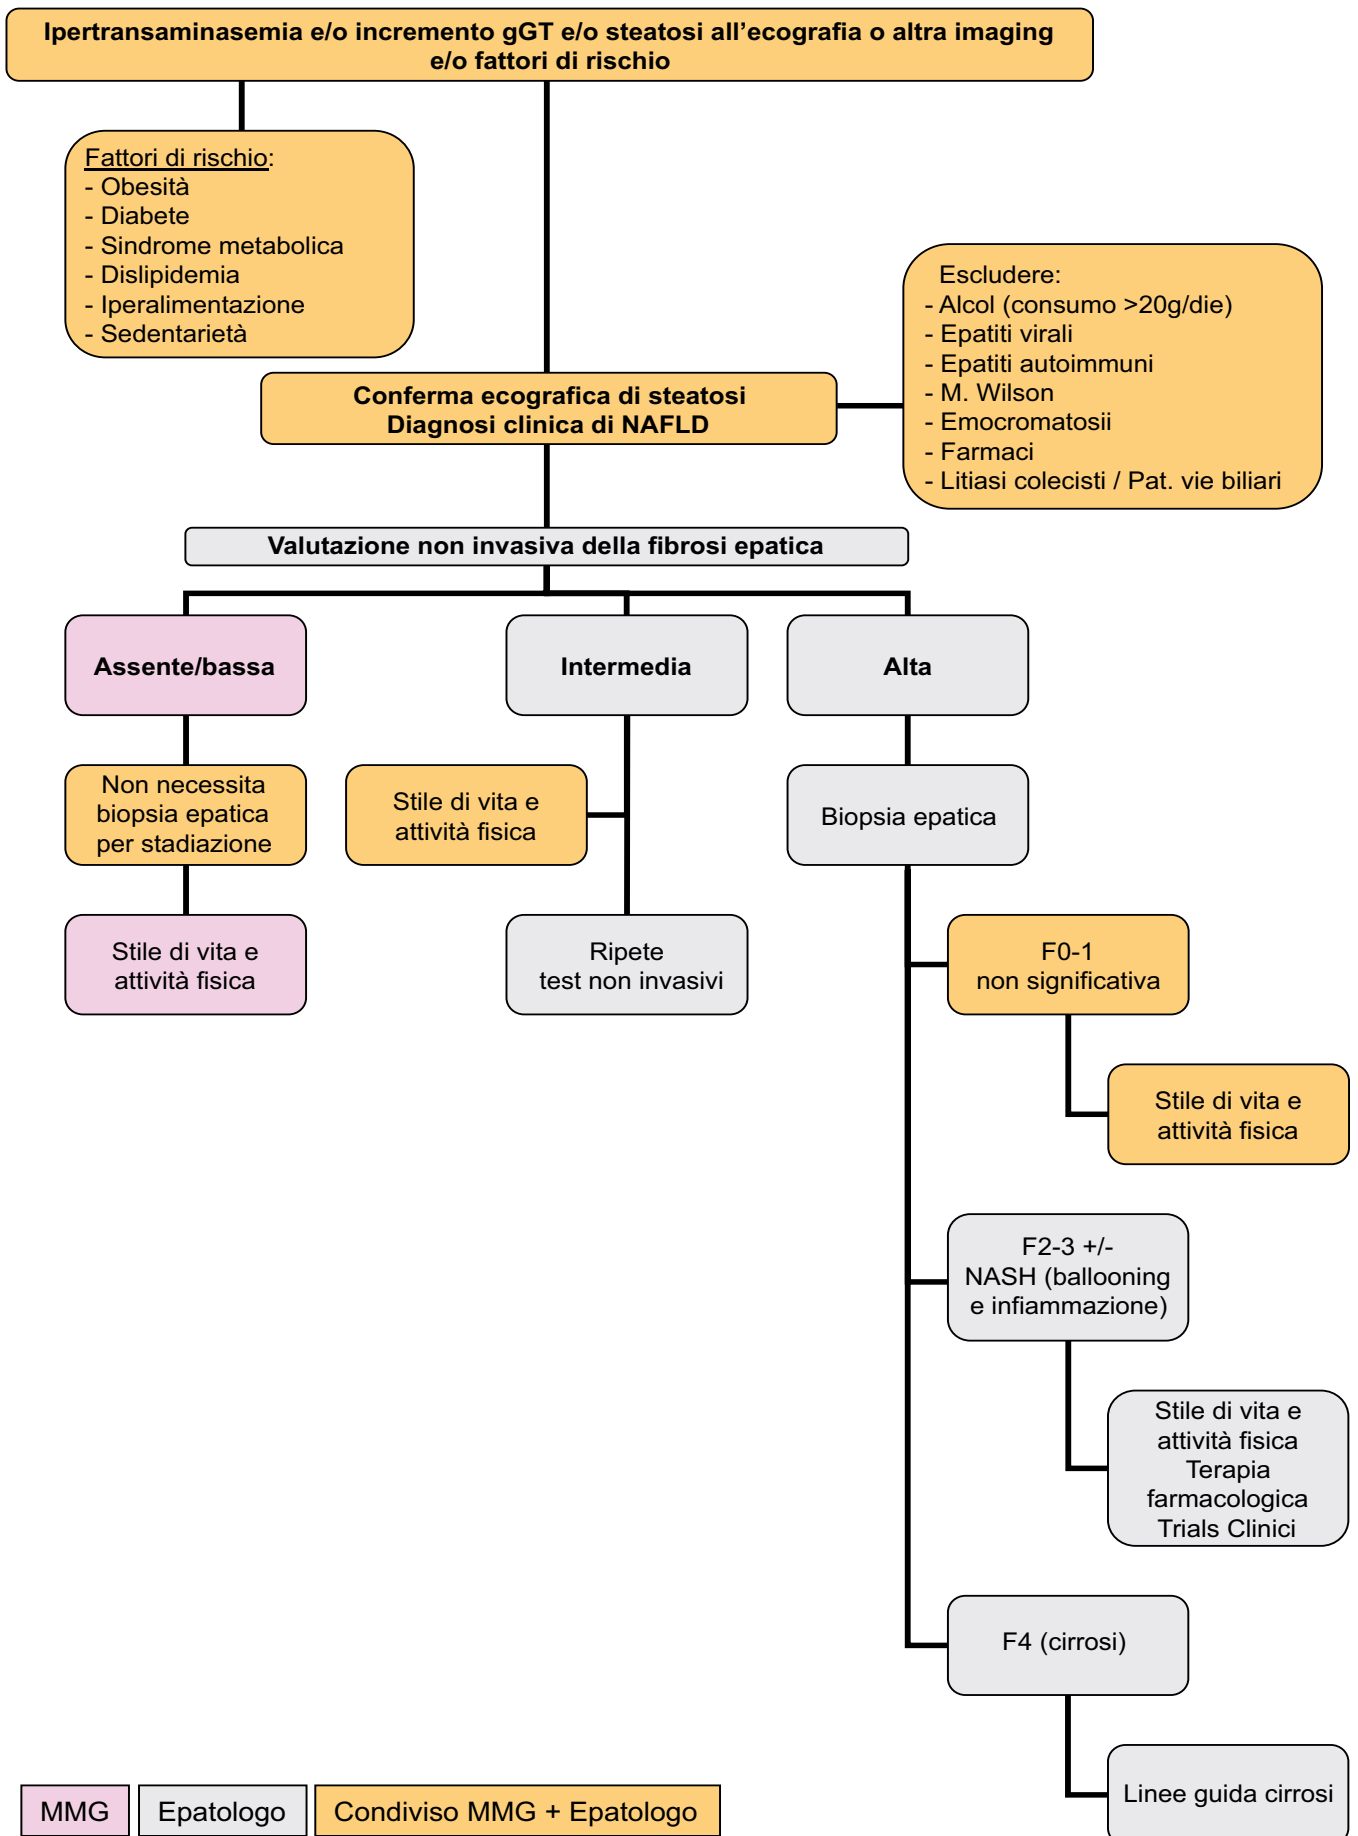 Ipertransaminasemia e/o incremento gGT e/o steatosi all’ecografia o altra imaging
e/o fattori di rischio
Fattori di rischio:
- Obesità
- Diabete
- Sindrome metabolica
- Dislipidemia
- Iperalimentazione
- Sedentarietà
Escludere:
- Alcol (consumo >20g/die)
- Epatiti virali
- Epatiti autoimmuni
- M. Wilson
- Emocromatosii
- Farmaci
- Litiasi colecisti / Pat. vie biliari
Conferma ecografica di steatosi
Diagnosi clinica di NAFLD
Valutazione non invasiva della fibrosi epatica
Assente/bassa
Intermedia
Alta
Non necessita
biopsia epatica
per stadiazione
Stile di vita e
attività fisica
Biopsia epatica
Stile di vita e
attività fisica
Ripete
test non invasivi
F0-1
non significativa
Stile di vita e
attività fisica
F2-3 +/-
NASH (ballooning
e infiammazione)
Stile di vita e
attività fisica
Terapia
farmacologica
Trials Clinici
F4 (cirrosi)
Linee guida cirrosi
MMG
Epatologo
Condiviso MMG + Epatologo